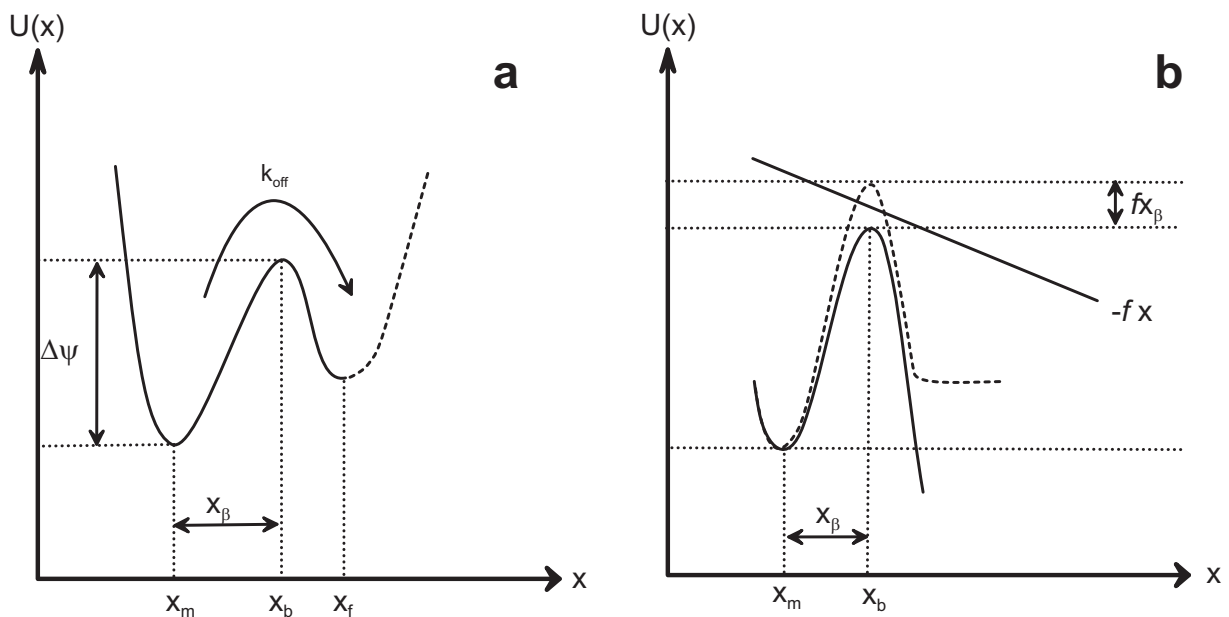 U(x)
a
k_off
Δψ
x_β
x
x_m
x_b
x_f
U(x)
b
fx_β
-f x
x_β
x
x_m
x_b